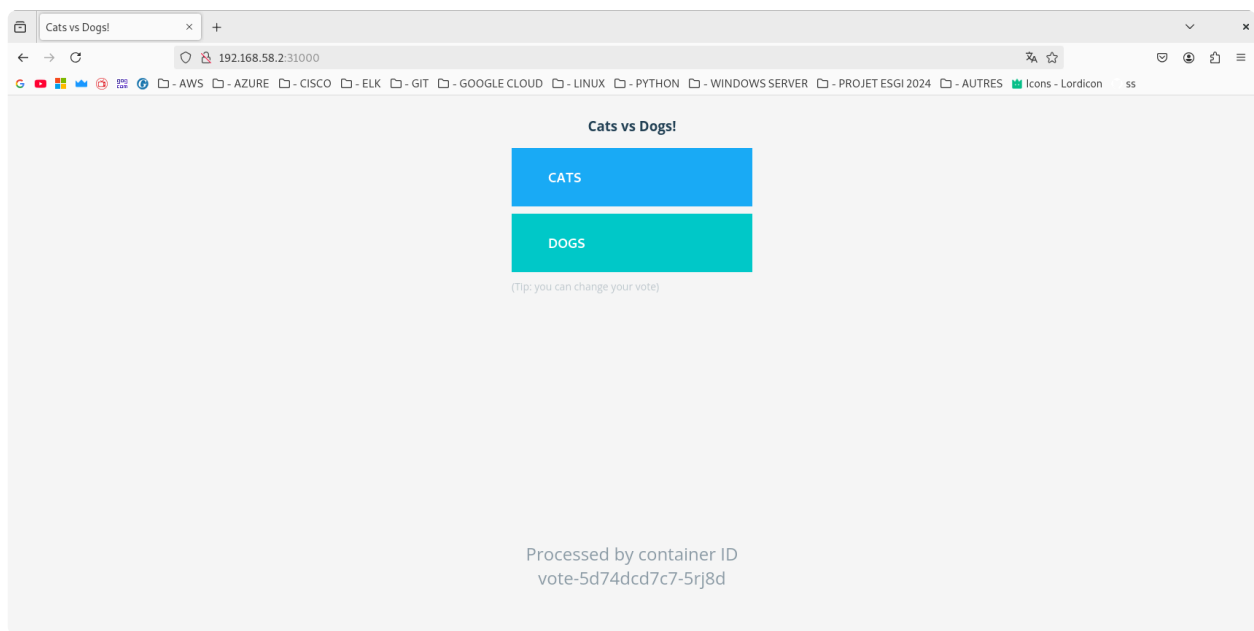 Cats vs Dogs!
192.168.58.2:31000
- AWS - AZURE - CISCO - ELK - GIT - GOOGLE CLOUD - LINUX - PYTHON - WINDOWS SERVER - PROJET ESGI 2024 - AUTRES Icons - Lordicon ss
Cats vs Dogs!
CATS
DOGS
(Tip: you can change your vote)
Processed by container ID
vote-5d74dcd7c7-5rj8d